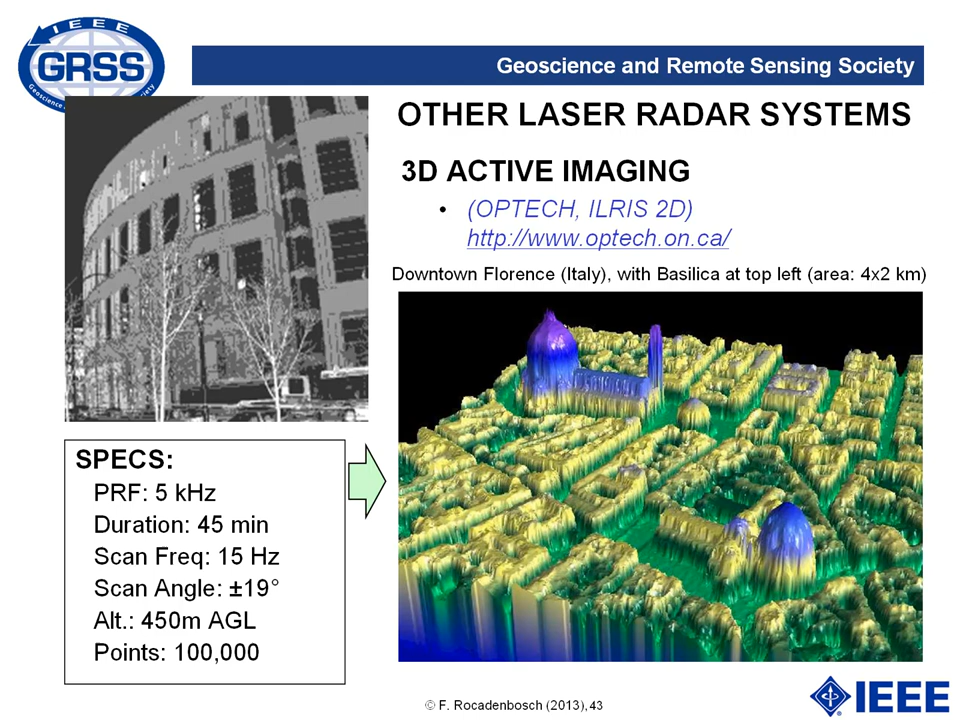 IEEE
GRSS
Geoscience and Remote Sensing Society
OTHER LASER RADAR SYSTEMS
3D ACTIVE IMAGING
• (OPTECH, ILRIS 2D)
http://www.optech.on.ca/
Downtown Florence (Italy), with Basilica at top left (area: 4x2 km)
SPECS:
PRF: 5 kHz
Duration: 45 min
Scan Freq: 15 Hz
Scan Angle: ±19°
Alt.: 450m AGL
Points: 100,000
© F. Rocadenbosch (2013), 43
IEEE